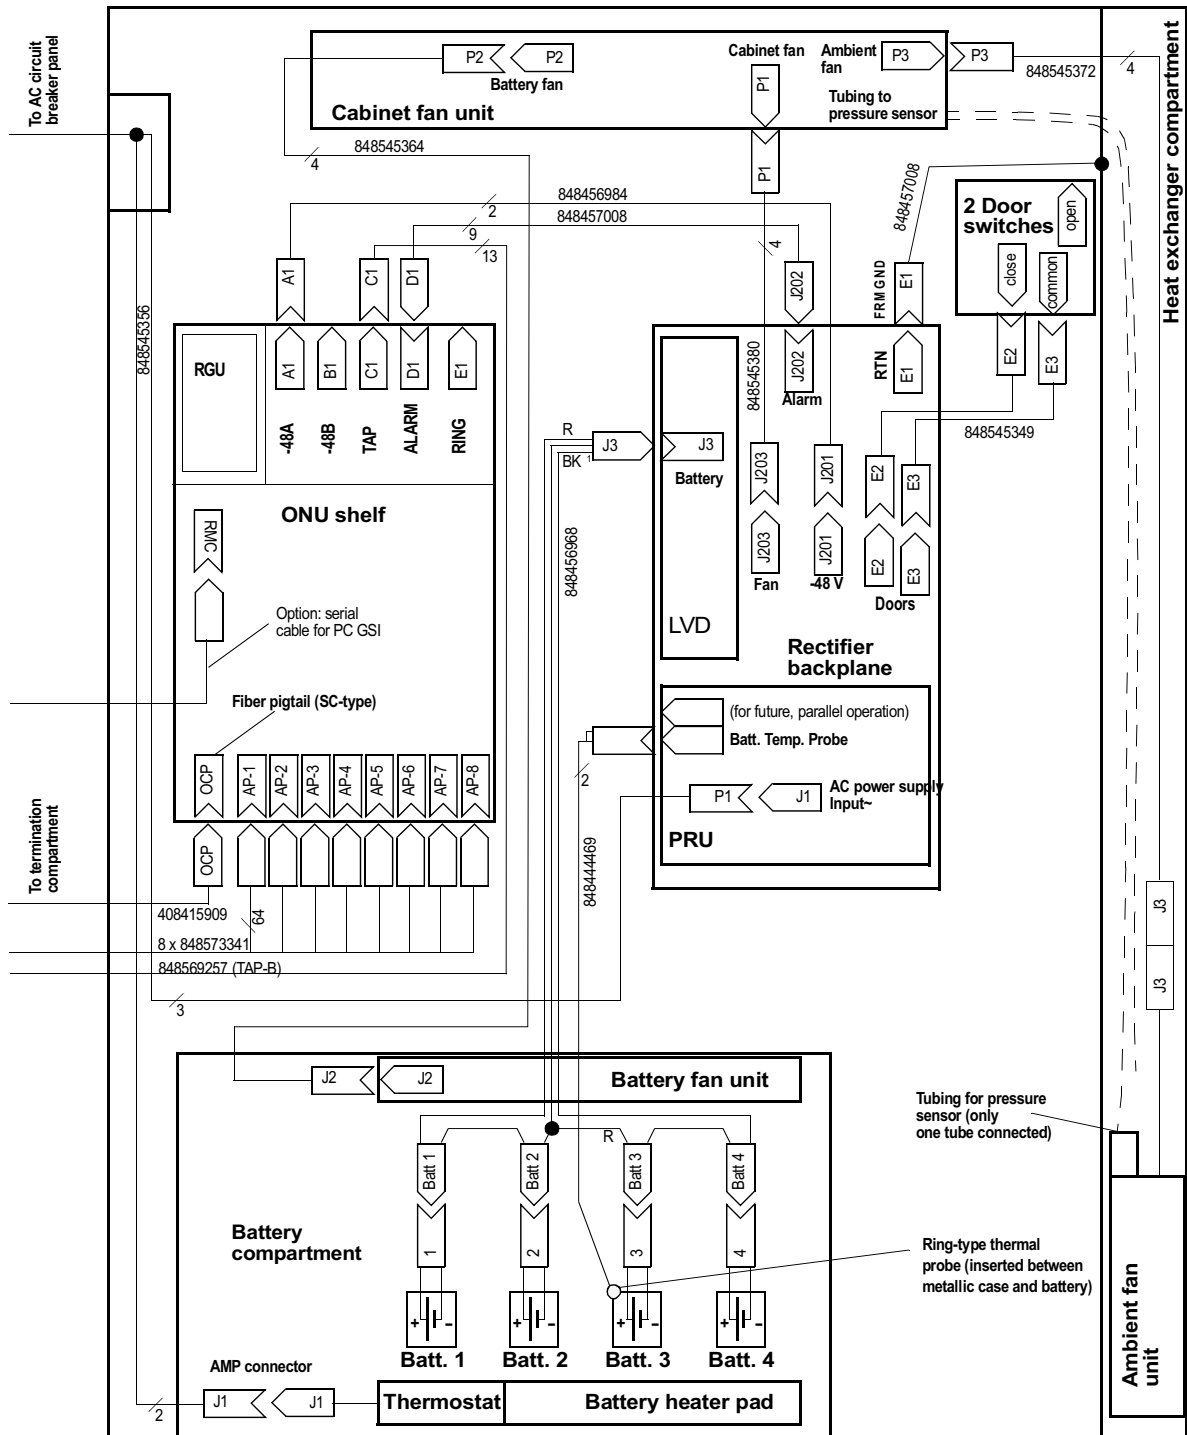 To AC circuit
breaker panel
P2
P2
Battery fan
Cabinet fan unit
Cabinet fan
P1
Ambient
fan
P3
P3
Tubing to
pressure sensor
848545372
4
Heat exchanger compartment
848545364
4
P1
848456984
2
848457008
9
13
4
848457008
2 Door
switches
open
close
common
A1
C1
D1
J202
FRM GND
E1
848545356
RGU
A1
B1
C1
D1
E1
-48A
-48B
TAP
ALARM
RING
848545380
J202
Alarm
RTN
E1
E2
E3
848545349
R
BK
1
J3
J3
Battery
J203
J201
E2
E3
ONU shelf
RMC
848456968
J203
J201
E2
E3
Fan
-48 V
Doors
Option: serial
cable for PC GSI
LVD
Rectifier
backplane
Fiber pigtail (SC-type)
(for future, parallel operation)
Batt. Temp. Probe
2
OCP
AP-1
AP-2
AP-3
AP-4
AP-5
AP-6
AP-7
AP-8
P1
J1
AC power supply
Input~
PRU
To termination
compartment
OCP
848444469
408415909
64
8 x 848573341
848569257 (TAP-B)
3
J3
J3
J2
J2
Battery fan unit
Tubing for pressure
sensor (only
one tube connected)
R
Batt 1
Batt 2
Batt 3
Batt 4
Battery
compartment
1
2
3
4
Ring-type thermal
probe (inserted between
metallic case and battery)
+ -
+ -
+ -
+ -
Batt. 1
Batt. 2
Batt. 3
Batt. 4
Ambient fan
unit
AMP connector
2
J1
J1
Thermostat
Battery heater pad